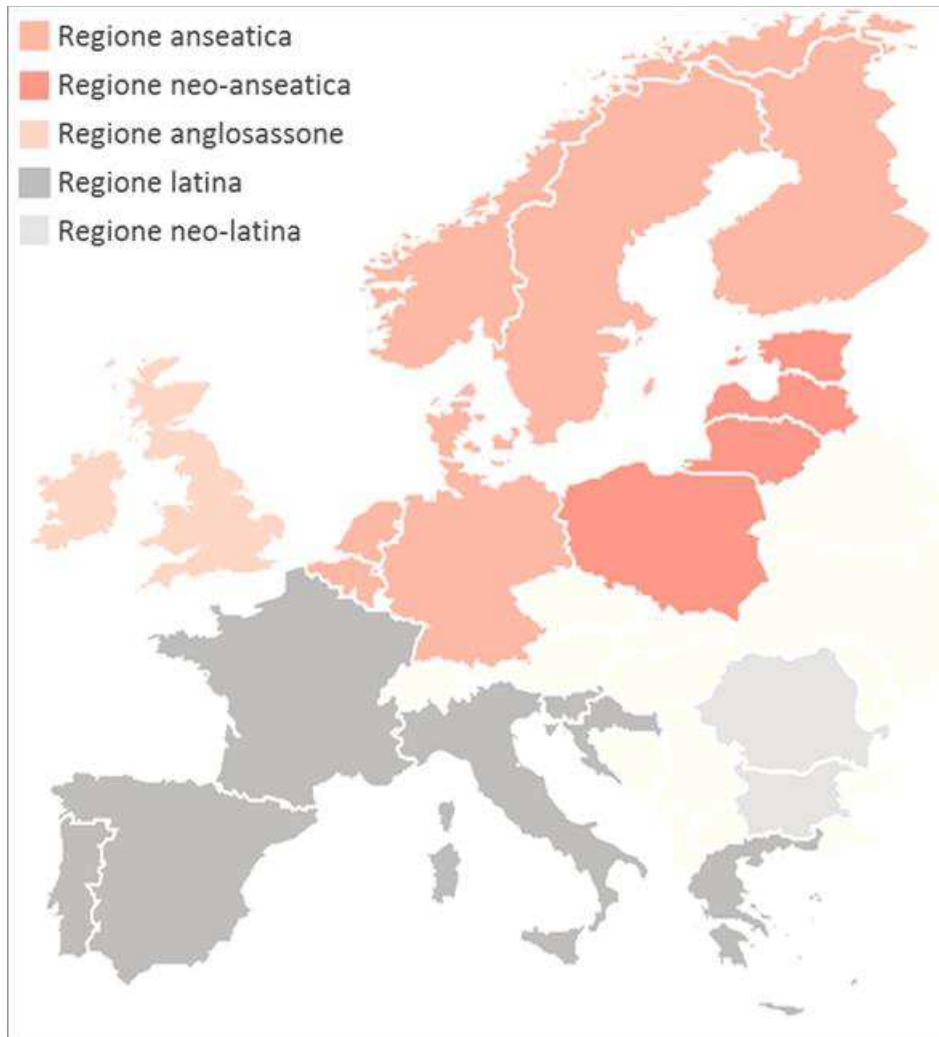 Regione anseatica
Regione neo-anseatica
Regione anglosassone
Regione latina
Regione neo-latina